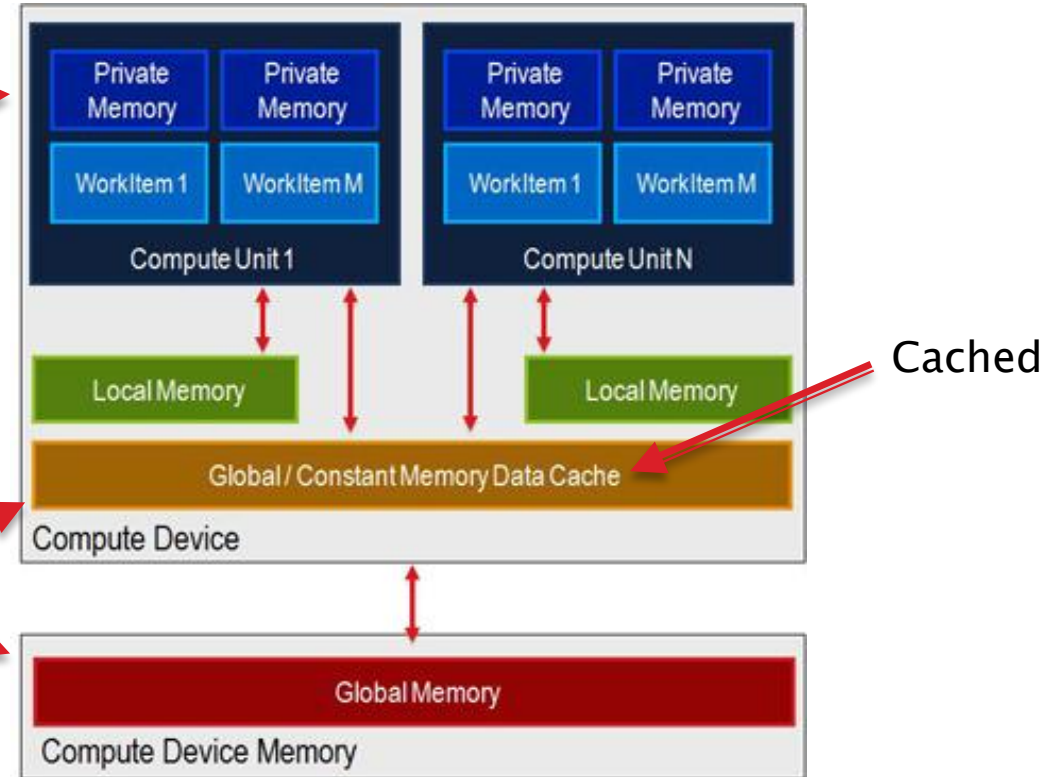 Private Memory
Private Memory
Private Memory
Private Memory
WorkItem 1
WorkItem M
WorkItem 1
WorkItem M
Compute Unit 1
Compute Unit N
Cached
Local Memory
Local Memory
Global / Constant Memory Data Cache
Compute Device
Global Memory
Compute Device Memory